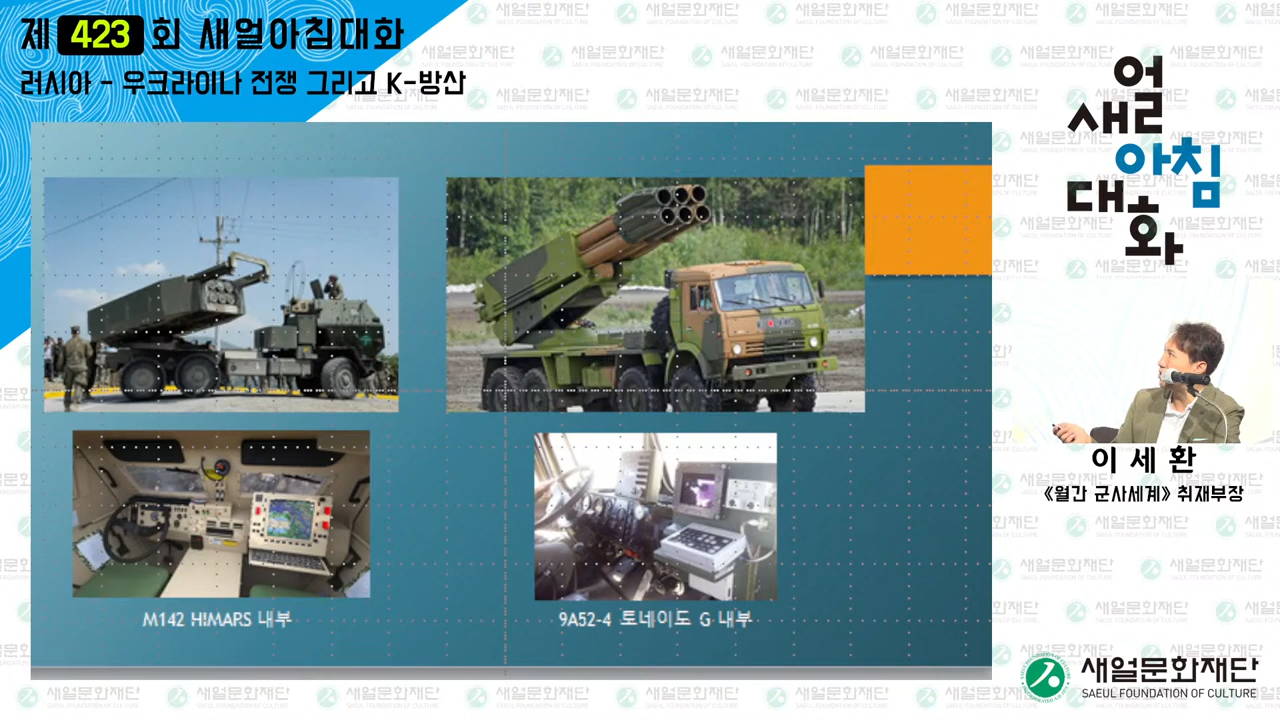 제 423 회 새얼아침대화
러시아 - 우크라이나 전쟁 그리고 K-방산
새얼
아침
대화
M142 HIMARS 내부
9A52-4 토네이도 G 내부
이 세 환
《월간 군사세계》 취재부장
새얼문화재단
SAEUL FOUNDATION OF CULTURE